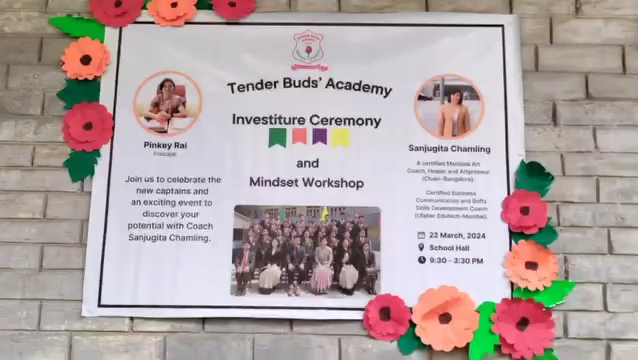 Tender Buds' Academy
Investiture Ceremony
and
Mindset Workshop
Pinkey Rai
Principal
Join us to celebrate the
new captains and
an exciting event to
discover your
potential with Coach
Sanjugita Chamling.
Sanjugita Chamling
A certified Mandala Art
Coach, Healer and Artpreneur
Certified Business
Communication and Softs
Skills Development Coach
22 March, 2024
School Hall
9:30 - 3:30 PM